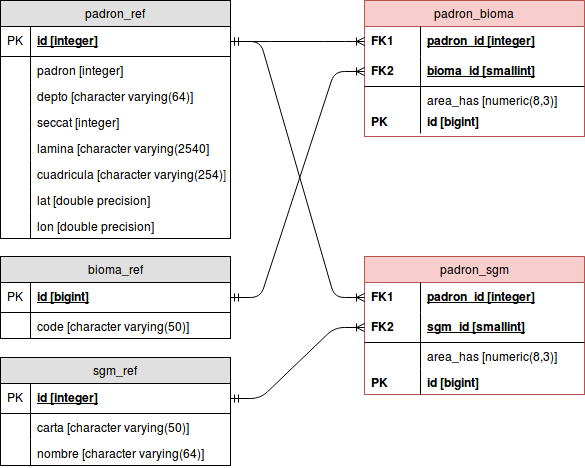 padron_ref
PK id [integer]
padron [integer]
depto [character varying(64)]
seccat [integer]
lamina [character varying(2540]
cuadricula [character varying(254)]
lat [double precision]
lon [double precision]
bioma_ref
PK id [bigint]
code [character varying(50)]
sgm_ref
PK id [integer]
carta [character varying(50)]
nombre [character varying(64)]
padron_bioma
FK1 padron_id [integer]
FK2 bioma_id [smallint]
area_has [numeric(8,3)]
PK id [bigint]
padron_sgm
FK1 padron_id [integer]
FK2 sgm_id [smallint]
area_has [numeric(8,3)]
PK id [bigint]